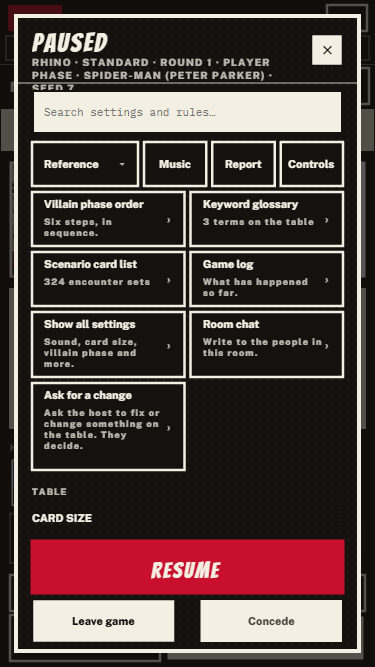 PAUSED
RHINO · STANDARD · ROUND 1 · PLAYER
PHASE · SPIDER-MAN (PETER PARKER) ·
SEED 7
×
Search settings and rules…
Reference
Music
Report
Controls
Villain phase order
Six steps, in
sequence.
›
Keyword glossary
3 terms on the table
›
Scenario card list
324 encounter sets
›
Game log
What has happened
so far.
›
Show all settings
Sound, card size,
villain phase and
more.
›
Room chat
Write to the people in
this room.
›
Ask for a change
Ask the host to fix or
change something on
the table. They
decide.
›
TABLE
CARD SIZE
RESUME
Leave game
Concede